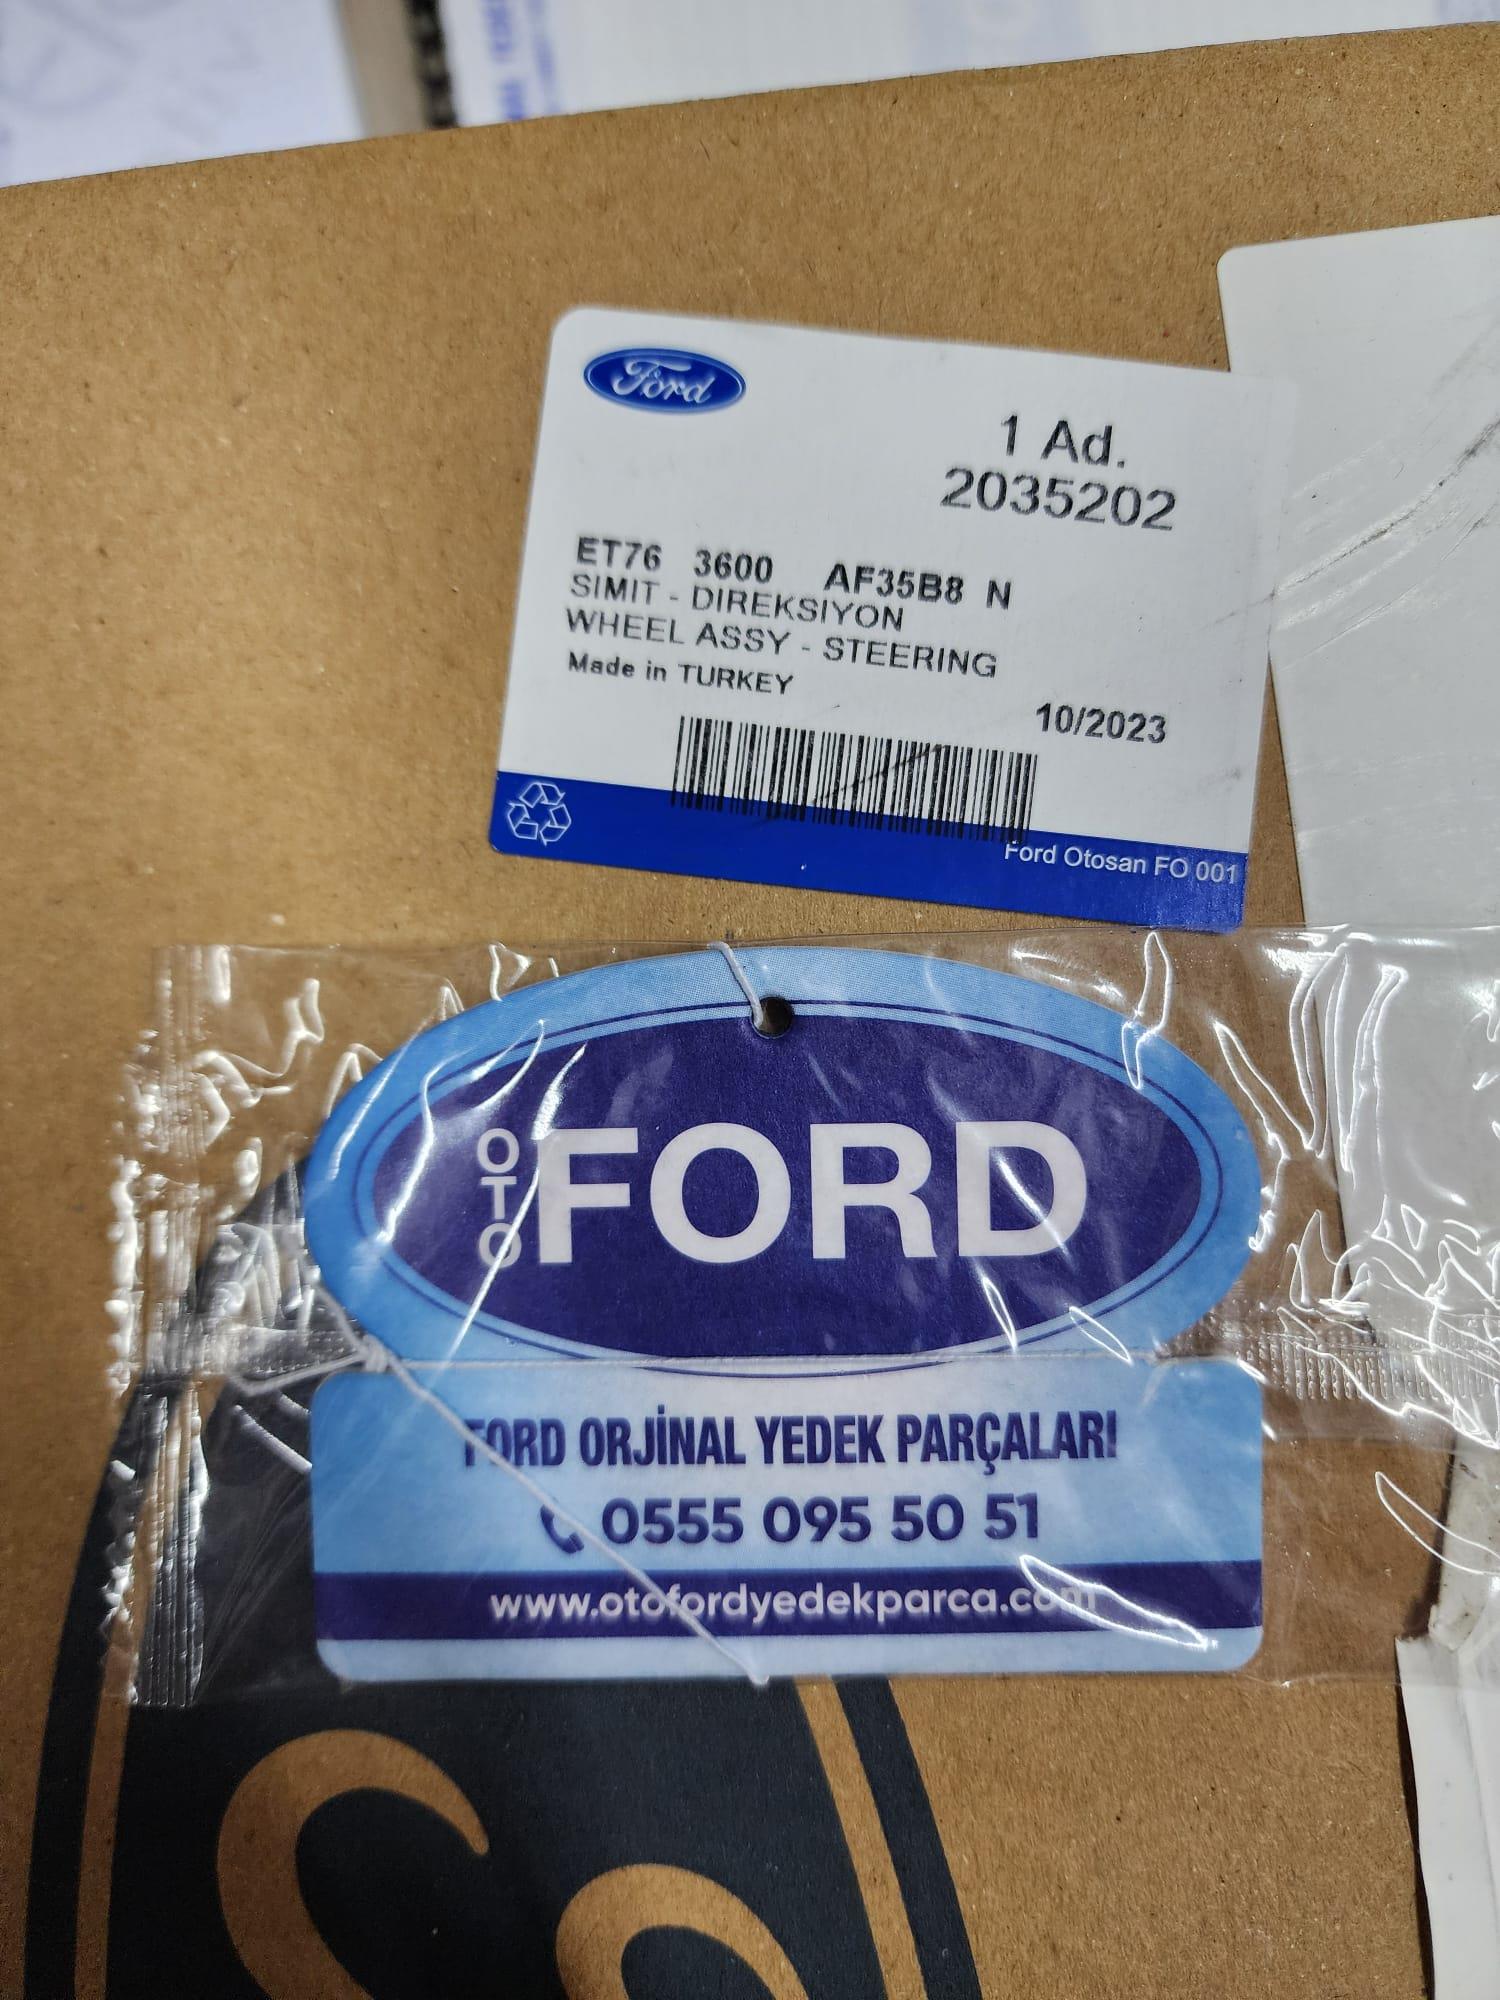 Ford
1 Ad.
2035202
ET76 3600 AF35B8 N
SIMIT - DIREKSIYON
WHEEL ASSY - STEERING
Made in TURKEY
10/2023
Ford Otosan FO 001
OTO FORD
FORD ORJİNAL YEDEK PARÇALARI
0555 095 50 51
www.otofordyedekparca.com